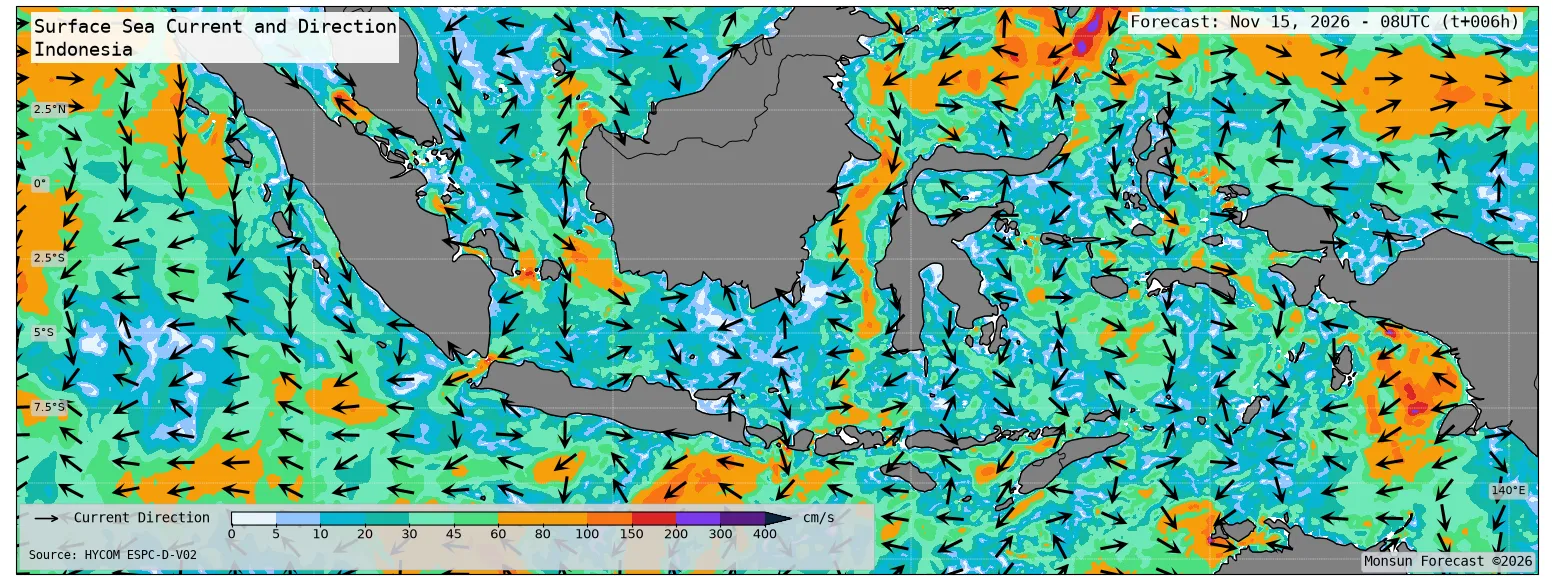 Surface Sea Current and Direction
Indonesia
Forecast: Nov 15, 2026 - 08UTC (t+006h)
2.5°N
0°
2.5°S
5°S
7.5°S
140°E
Current Direction
0 5 10 20 30 45 60 80 100 150 200 300 400
cm/s
Source: HYCOM ESPC-D-V02
Monsun Forecast ©2026